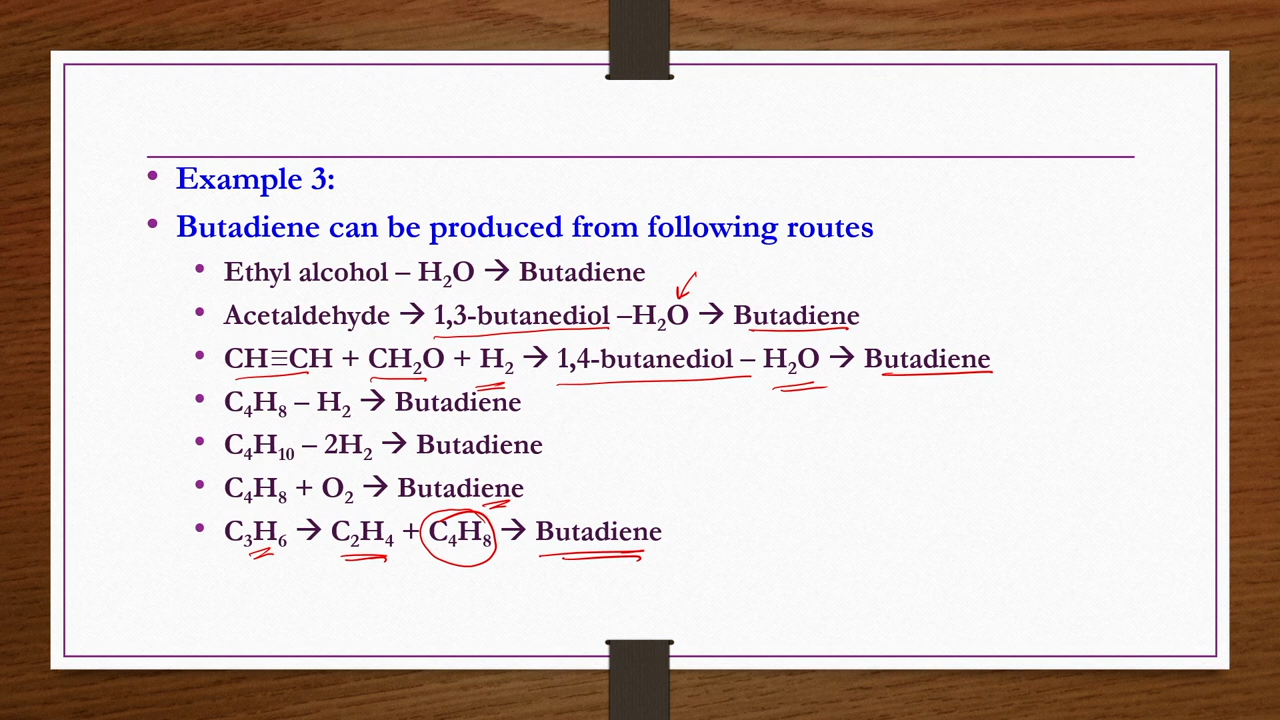 • Example 3:
• Butadiene can be produced from following routes
• Ethyl alcohol – H₂O → Butadiene
• Acetaldehyde → 1,3-butanediol –H₂O → Butadiene
• CH≡CH + CH₂O + H₂ → 1,4-butanediol – H₂O → Butadiene
• C₄H₈ – H₂ → Butadiene
• C₄H₁₀ – 2H₂ → Butadiene
• C₄H₈ + O₂ → Butadiene
• C₃H₆ → C₂H₄ + C₄H₈ → Butadiene